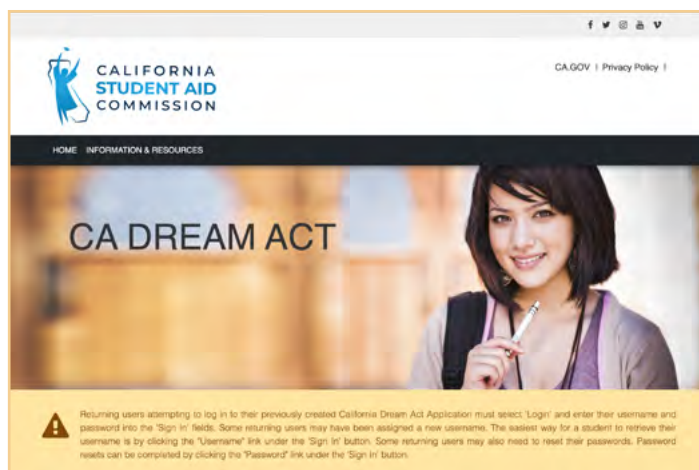 CA.GOV | Privacy Policy |
CALIFORNIA
STUDENT AID
COMMISSION
HOME INFORMATION & RESOURCES
CA DREAM ACT
Returning users attempting to log in to their previously created California Dream Act Application must select 'Login' and enter their username and
password into the 'Sign In' fields. Some returning users may have been assigned a new username. The easiest way for a student to retrieve their
username is by clicking the "Username" link under the 'Sign In' button. Some returning users may also need to reset their passwords. Password
resets can be completed by clicking the "Password" link under the 'Sign In' button.